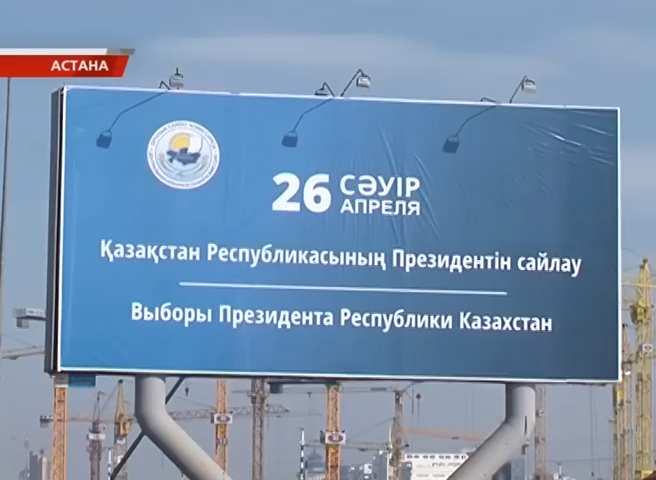 АСТАНА
26 СӘУІР
АПРЕЛЯ
Қазақстан Республикасының Президентін сайлау
Выборы Президента Республики Казахстан